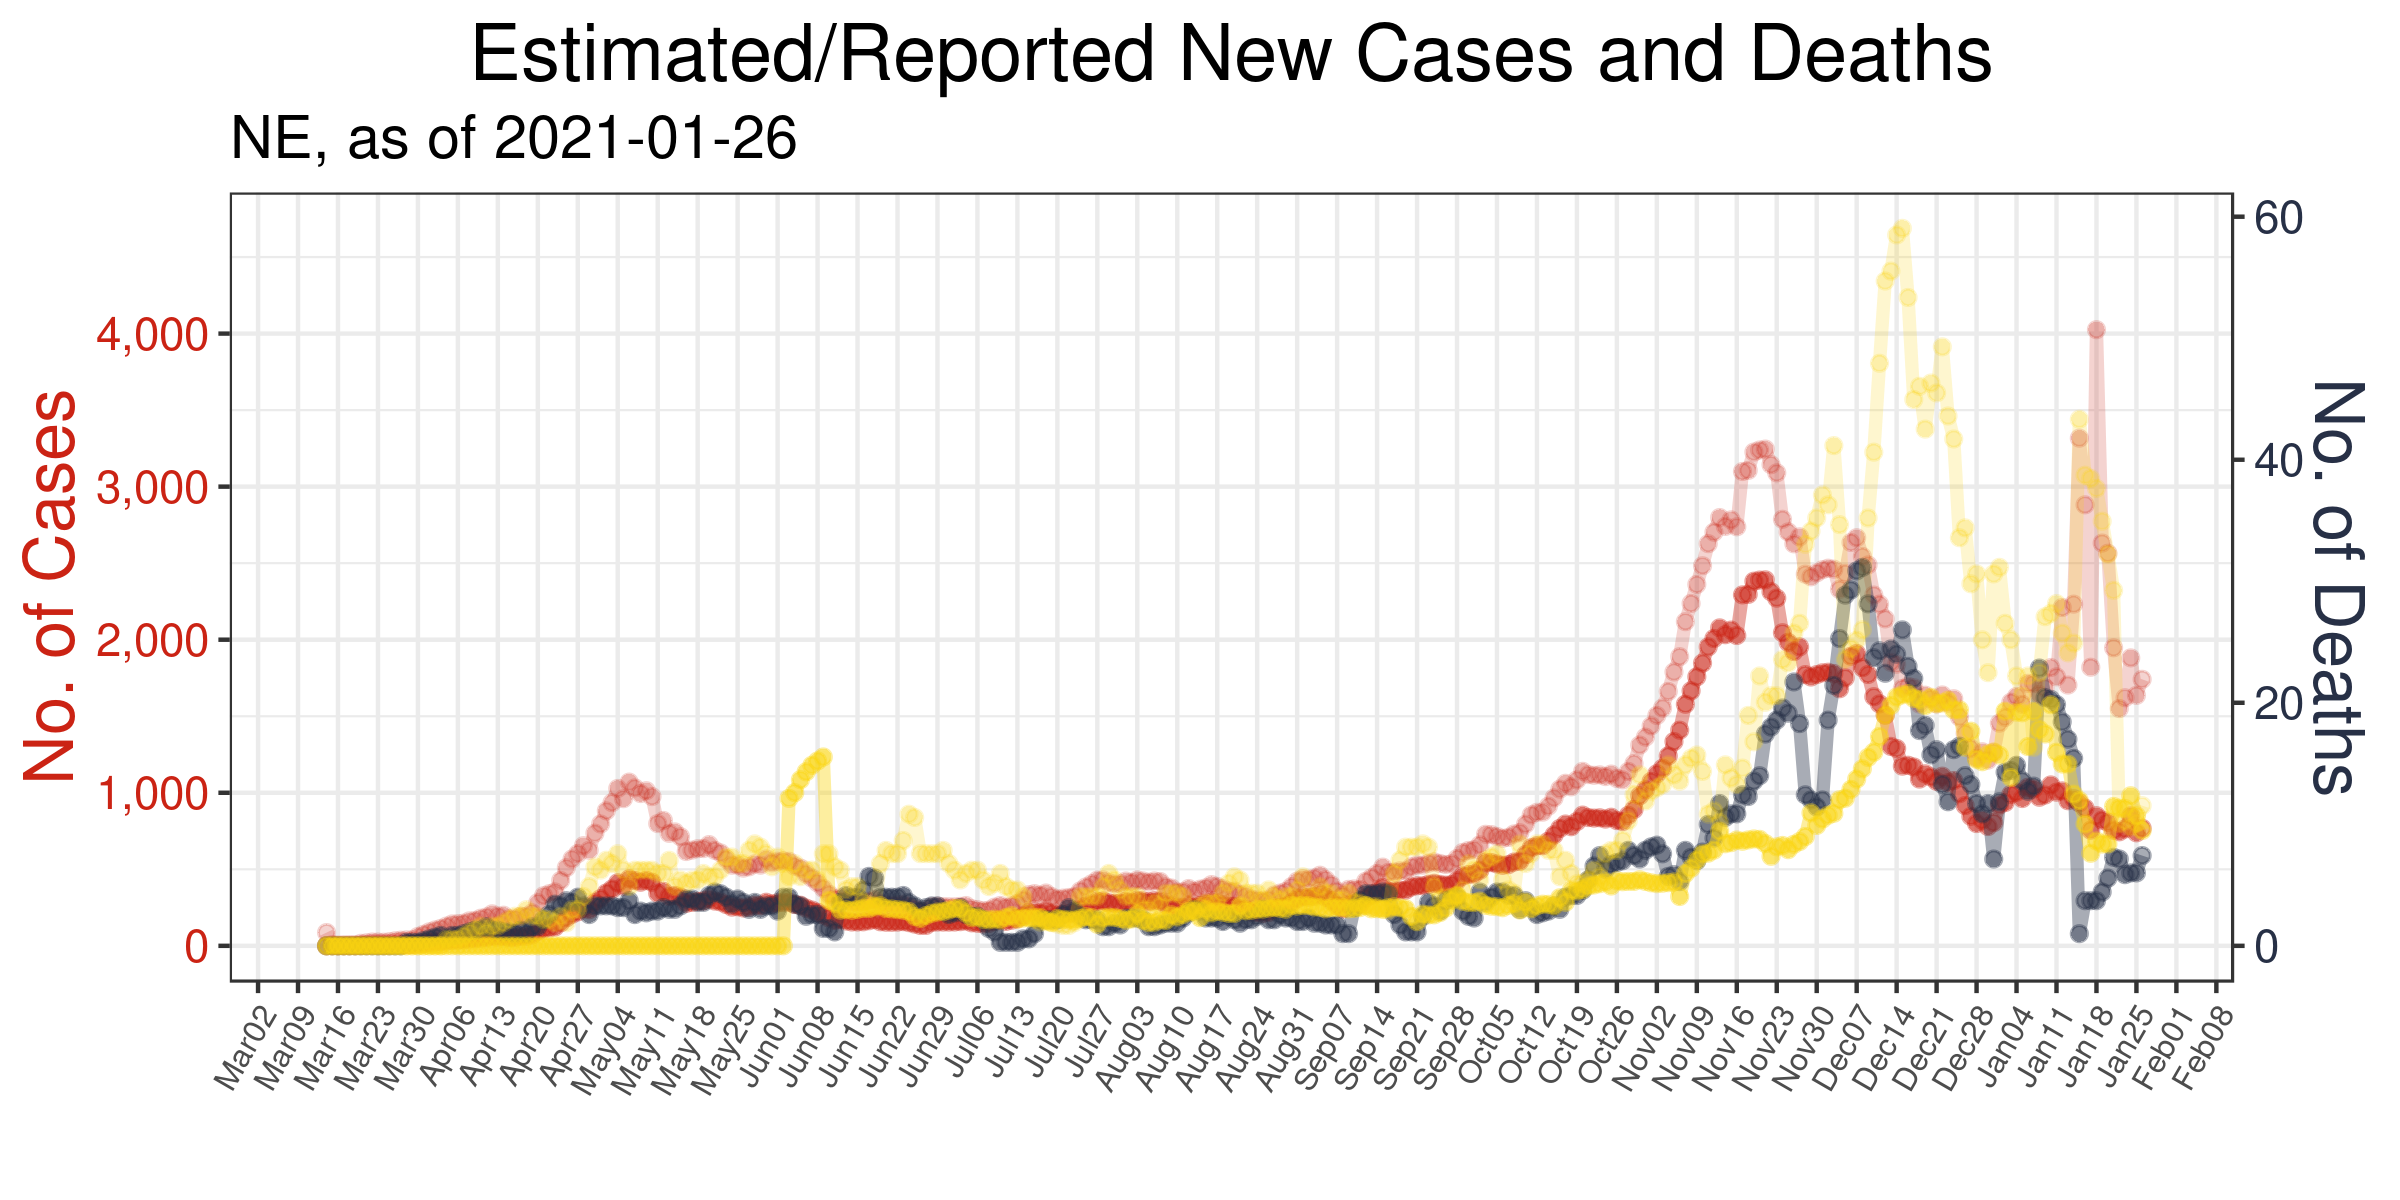 Estimated/Reported New Cases and Deaths
NE, as of 2021-01-26
No. of Cases
4,000
3,000
2,000
1,000
0
60
40
20
0
No. of Deaths
Mar02
Mar09
Mar16
Mar23
Mar30
Apr06
Apr13
Apr20
Apr27
May04
May11
May18
May25
Jun01
Jun08
Jun15
Jun22
Jun29
Jul06
Jul13
Jul20
Jul27
Aug03
Aug10
Aug17
Aug24
Aug31
Sep07
Sep14
Sep21
Sep28
Oct05
Oct12
Oct19
Oct26
Nov02
Nov09
Nov16
Nov23
Nov30
Dec07
Dec14
Dec21
Dec28
Jan04
Jan11
Jan18
Jan25
Feb01
Feb08